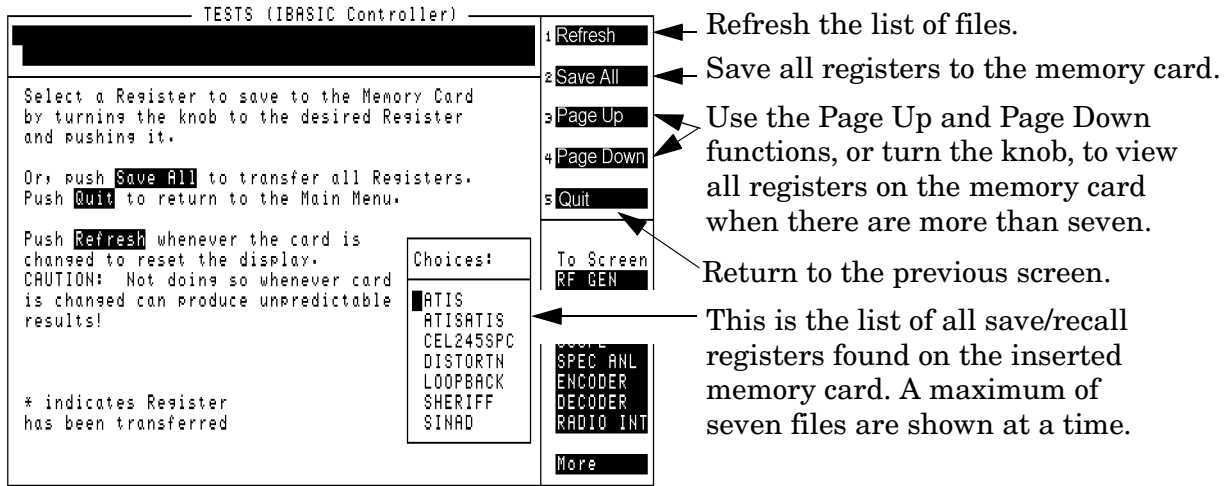 TESTS (IBASIC Controller)
Select a Register to save to the Memory Card
by turning the knob to the desired Register
and pushing it.
Or, push Save All to transfer all Registers.
Push Quit to return to the Main Menu.
Push Refresh whenever the card is
changed to reset the display.
CAUTION: Not doing so whenever card
is changed can produce unpredictable
results!
* indicates Register
has been transferred
Choices:
ATIS
ATISATIS
CEL245SPC
DISTORTN
LOOPBACK
SHERIFF
SINAD
1 Refresh
2 Save All
3 Page Up
4 Page Down
5 Quit
To Screen
RF GEN
SPEC ANL
ENCODER
DECODER
RADIO INT
More
Refresh the list of files.
Save all registers to the memory card.
Use the Page Up and Page Down
functions, or turn the knob, to view
all registers on the memory card
when there are more than seven.
Return to the previous screen.
This is the list of all save/recall
registers found on the inserted
memory card. A maximum of
seven files are shown at a time.